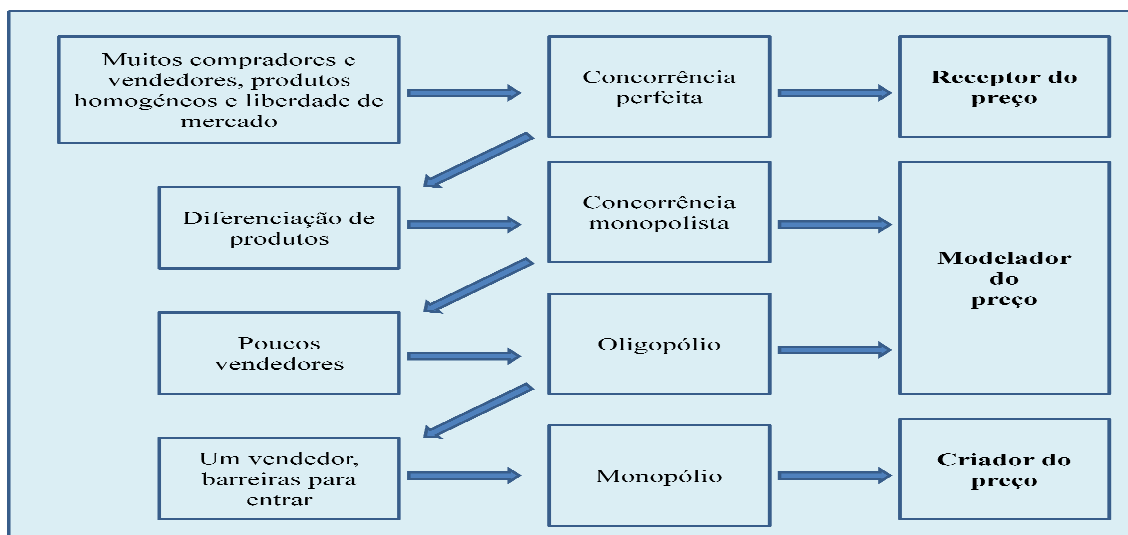 Muitos compradores e
vendedores, produtos
homogéneos e liberdade de
mercado
Concorrência
perfeita
Receptor do
preço
Diferenciação de
produtos
Concorrência
monopolista
Modelador
do
preço
Poucos
vendedores
Oligopólio
Um vendedor,
barreiras para
entrar
Monopólio
Criador do
preço